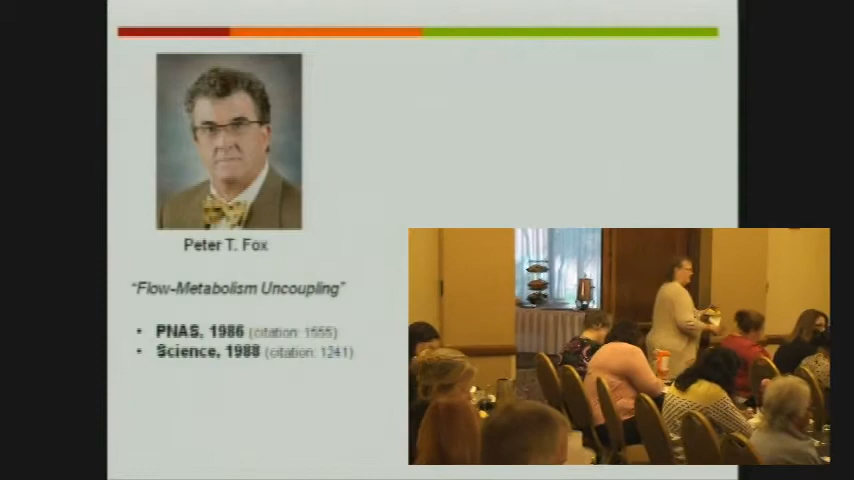 Peter T. Fox
“Flow-Metabolism Uncoupling”
• PNAS, 1986 (citation: 1555)
• Science, 1988 (citation: 1241)